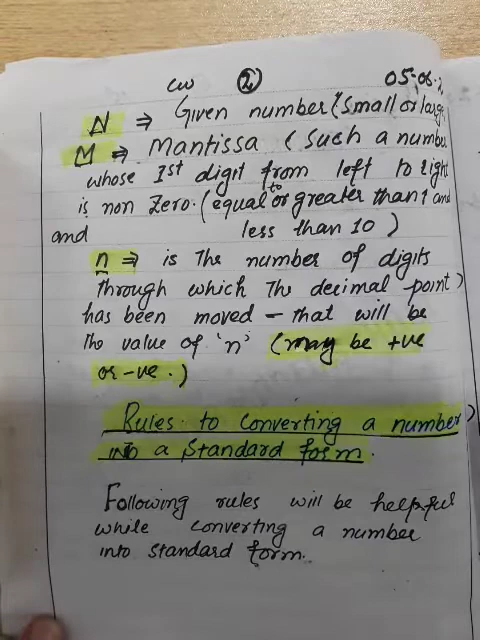 CW ② 05-06-2
N ⇒ Given number (Small or larg
M ⇒ Mantissa (Such a number
whose 1st digit from left to right
is non Zero. (equal to or greater than 1 and
and less than 10)
n ⇒ is The number of digits
Through which The decimal point)
has been moved – that will be
The value of 'n' (may be +ve
or -ve.)
Rules to Converting a number
into a Standard form.
Following rules will be helpful
while converting a number
into standard form.